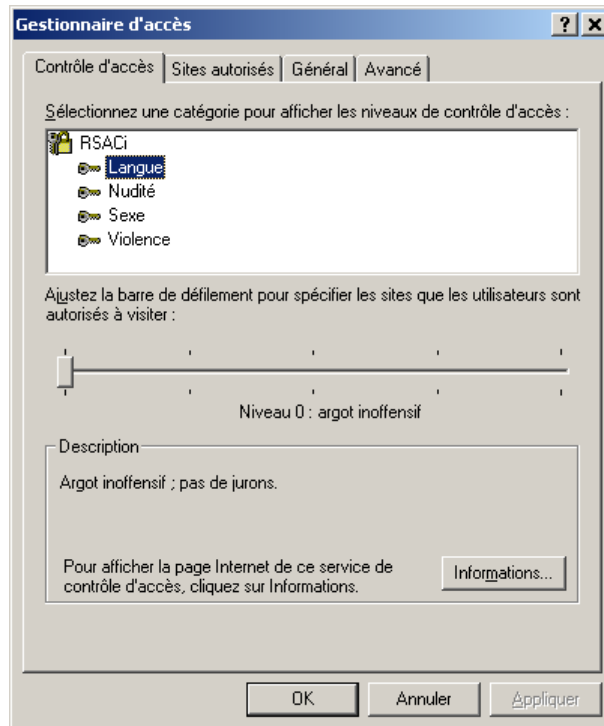 Gestionnaire d'accès
Contrôle d'accès Sites autorisés Général Avancé
Sélectionnez une catégorie pour afficher les niveaux de contrôle d'accès :
RSACi
Langue
Nudité
Sexe
Violence
Ajustez la barre de défilement pour spécifier les sites que les utilisateurs sont
autorisés à visiter :
Niveau 0 : argot inoffensif
Description
Argot inoffensif ; pas de jurons.
Pour afficher la page Internet de ce service de
contrôle d'accès, cliquez sur Informations.
Informations...
OK Annuler Appliquer